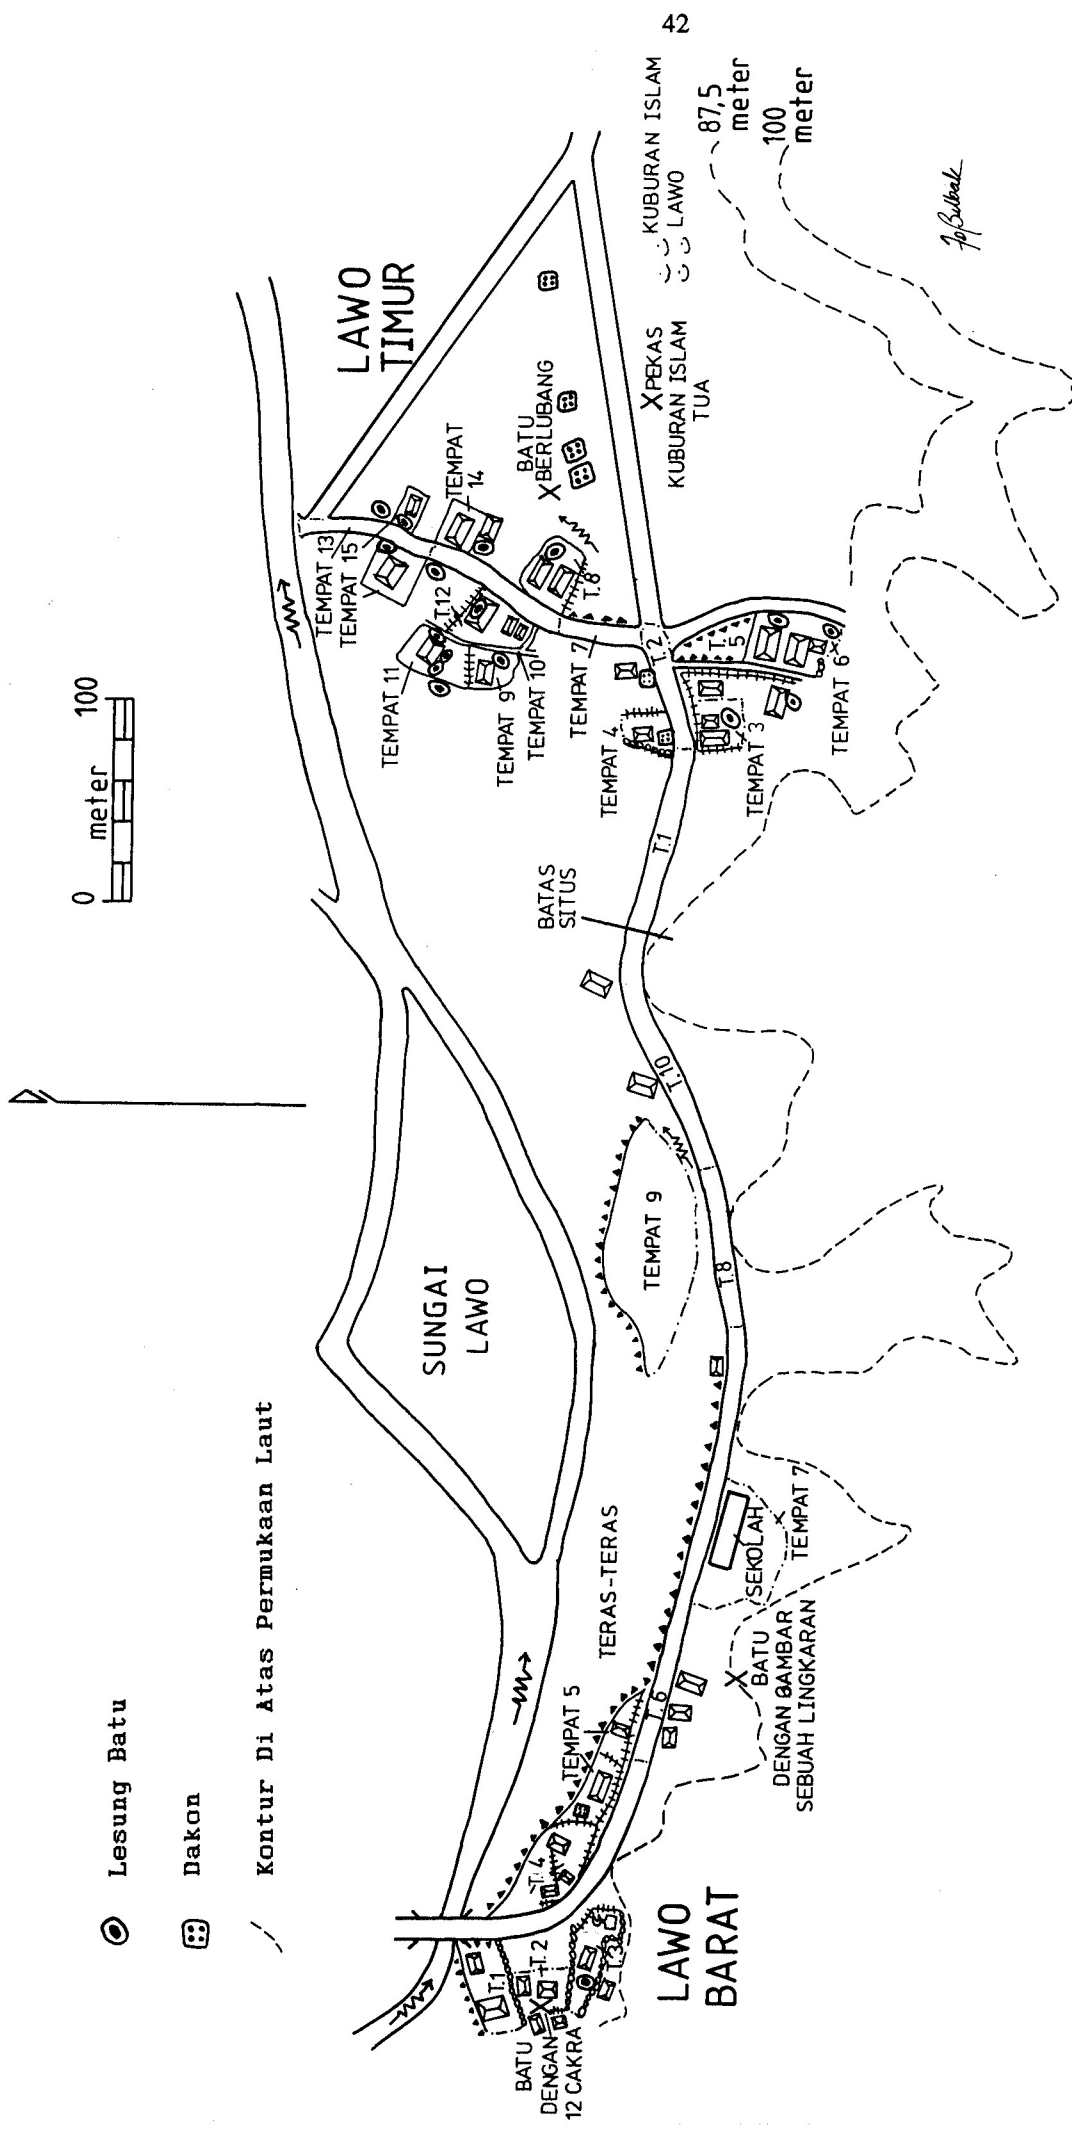 42
Lesung Batu
Dakon
Kontur Di Atas Permukaan Laut
0
meter
100
SUNGAI
LAWO
LAWO
TIMUR
LAWO
BARAT
TERAS-TERAS
BATAS
SITUS
BATU
DENGAN
12 CAKRA
T.1
T.2
T.3
T.4
TEMPAT 5
T.6
BATU
DENGAN GAMBAR
SEBUAH LINGKARAN
SEKOLAH
TEMPAT 7
T.8
TEMPAT 9
T.10
T.1
T.2
TEMPAT 3
TEMPAT 4
T.
5
TEMPAT 6
TEMPAT 7
T.8
TEMPAT 9
TEMPAT 10
TEMPAT 11
T.12
TEMPAT 13
TEMPAT
14
TEMPAT 15
BATU
BERLUBANG
PEKAS
KUBURAN ISLAM
TUA
KUBURAN ISLAM
LAWO
87,5
meter
100
meter